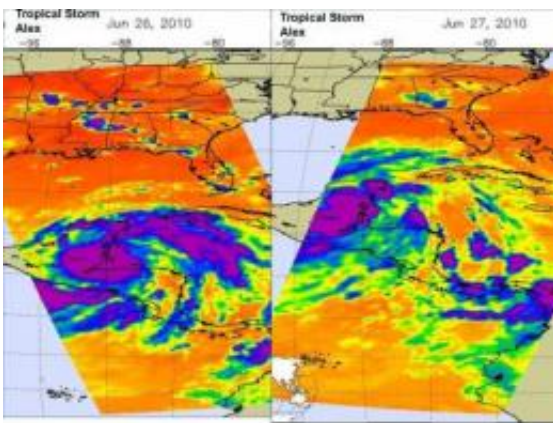 Tropical Storm
Alex
Jun 26, 2010
-96 -88 -80
Tropical Storm
Alex
Jun 27, 2010
-96 -88 -80